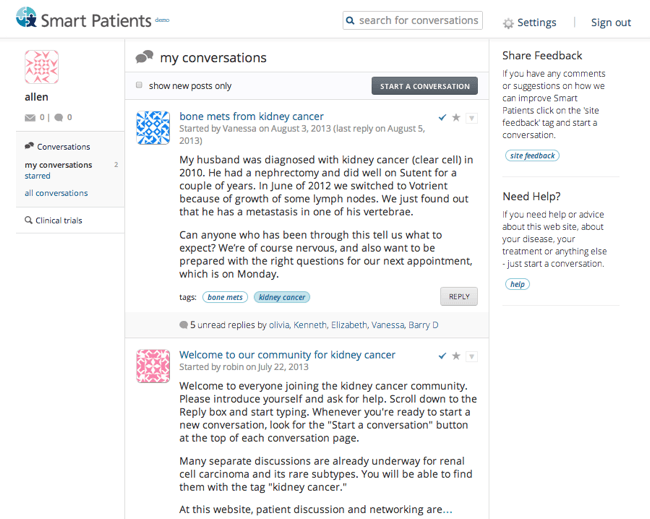 Smart Patients demo
search for conversations
Settings
Sign out
allen
0 | 0
Conversations
my conversations 2
starred
all conversations
Clinical trials
my conversations
show new posts only
START A CONVERSATION
bone mets from kidney cancer
Started by Vanessa on August 3, 2013 (last reply on August 5,
2013)
My husband was diagnosed with kidney cancer (clear cell) in
2010. He had a nephrectomy and did well on Sutent for a
couple of years. In June of 2012 we switched to Votrient
because of growth of some lymph nodes. We just found out
that he has a metastasis in one of his vertebrae.
Can anyone who has been through this tell us what to
expect? We're of course nervous, and also want to be
prepared with the right questions for our next appointment,
which is on Monday.
tags: bone mets kidney cancer
REPLY
5 unread replies by olivia, Kenneth, Elizabeth, Vanessa, Barry D
Welcome to our community for kidney cancer
Started by robin on July 22, 2013
Welcome to everyone joining the kidney cancer community.
Please introduce yourself and ask for help. Scroll down to the
Reply box and start typing. Whenever you're ready to start a
new conversation, look for the "Start a conversation" button
at the top of each conversation page.
Many separate discussions are already underway for renal
cell carcinoma and its rare subtypes. You will be able to find
them with the tag "kidney cancer."
At this website, patient discussion and networking are...
Share Feedback
If you have any comments
or suggestions on how we
can improve Smart
Patients click on the 'site
feedback' tag and start a
conversation.
site feedback
Need Help?
If you need help or advice
about this web site, about
your disease, your
treatment or anything else
- just start a conversation.
help